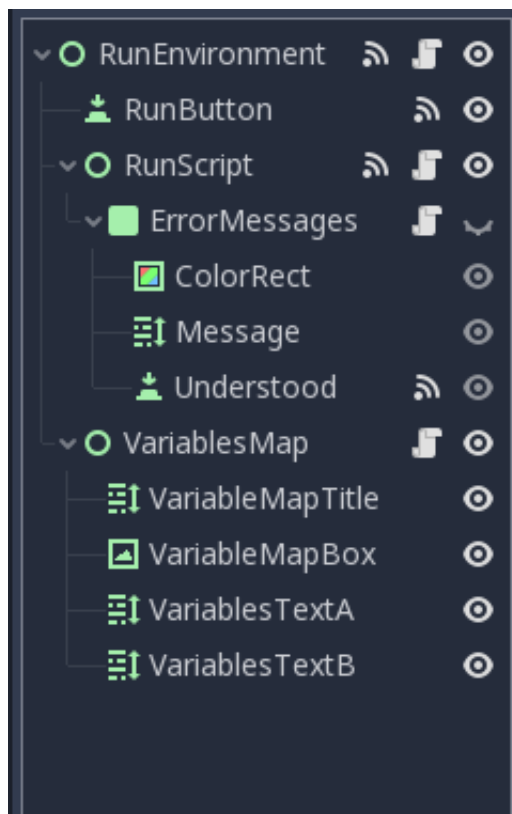 RunEnvironment
RunButton
RunScript
ErrorMessages
ColorRect
Message
Understood
VariablesMap
VariableMapTitle
VariableMapBox
VariablesTextA
VariablesTextB